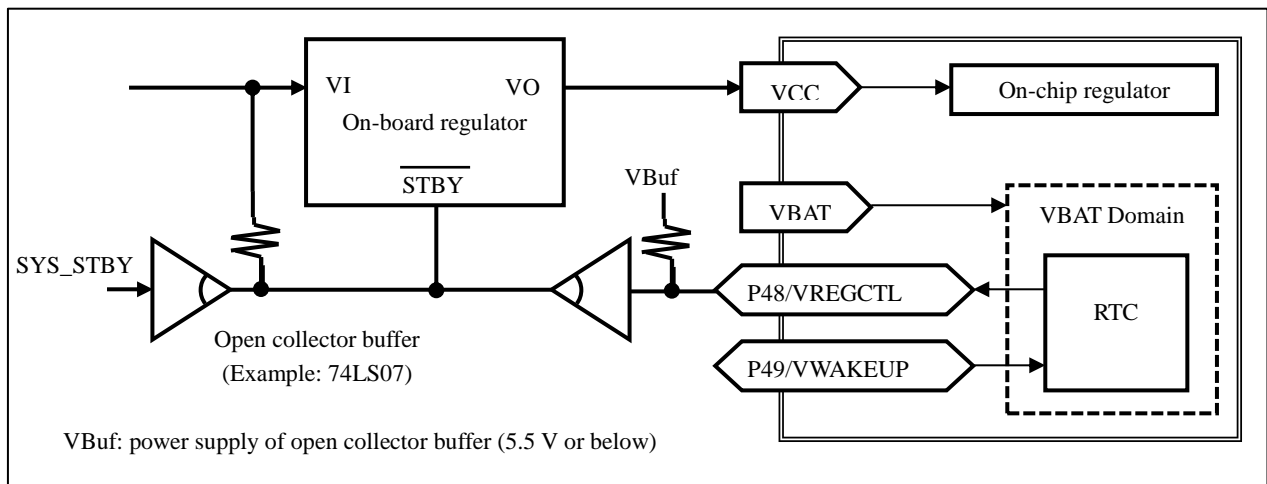 VI
VO
On-board regulator
STBY
VCC
On-chip regulator
VBuf
VBAT
VBAT Domain
SYS_STBY
P48/VREGCTL
RTC
Open collector buffer
(Example: 74LS07)
P49/VWAKEUP
VBuf: power supply of open collector buffer (5.5 V or below)